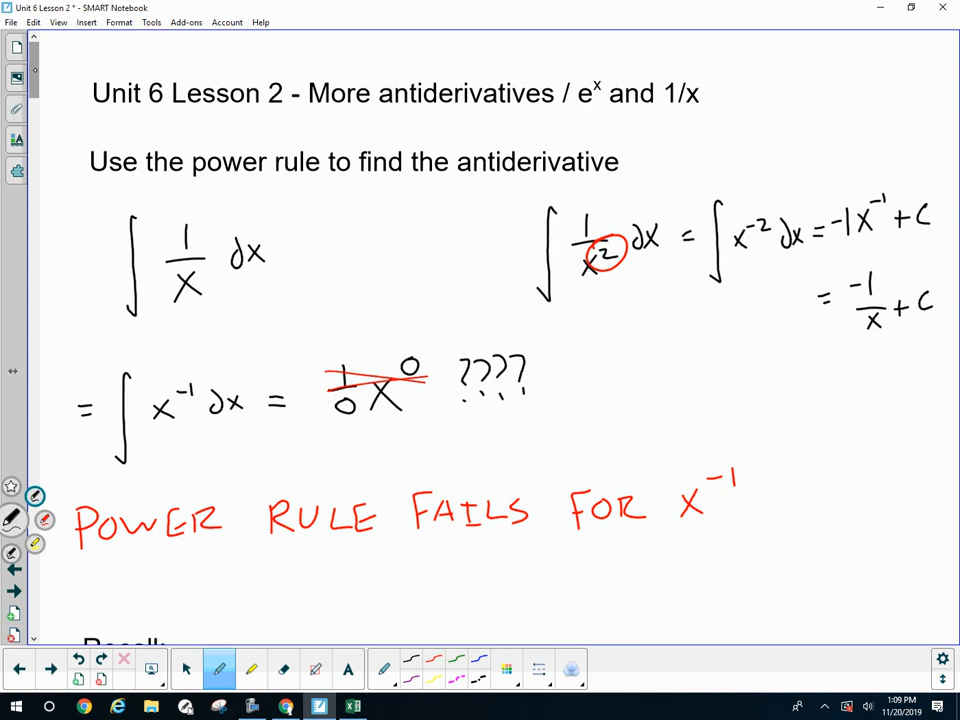 Unit 6 Lesson 2 * - SMART Notebook
File Edit View Insert Format Tools Add-ons Account Help
Unit 6 Lesson 2 - More antiderivatives / e^x and 1/x
Use the power rule to find the antiderivative
∫ 1/x dx
∫ 1/x² dx = ∫ x⁻² dx = -1x⁻¹ + C
= -1/x + C
= ∫ x⁻¹ dx = 1/0 x⁰ ????
POWER RULE FAILS FOR x⁻¹
1:09 PM
11/20/2019